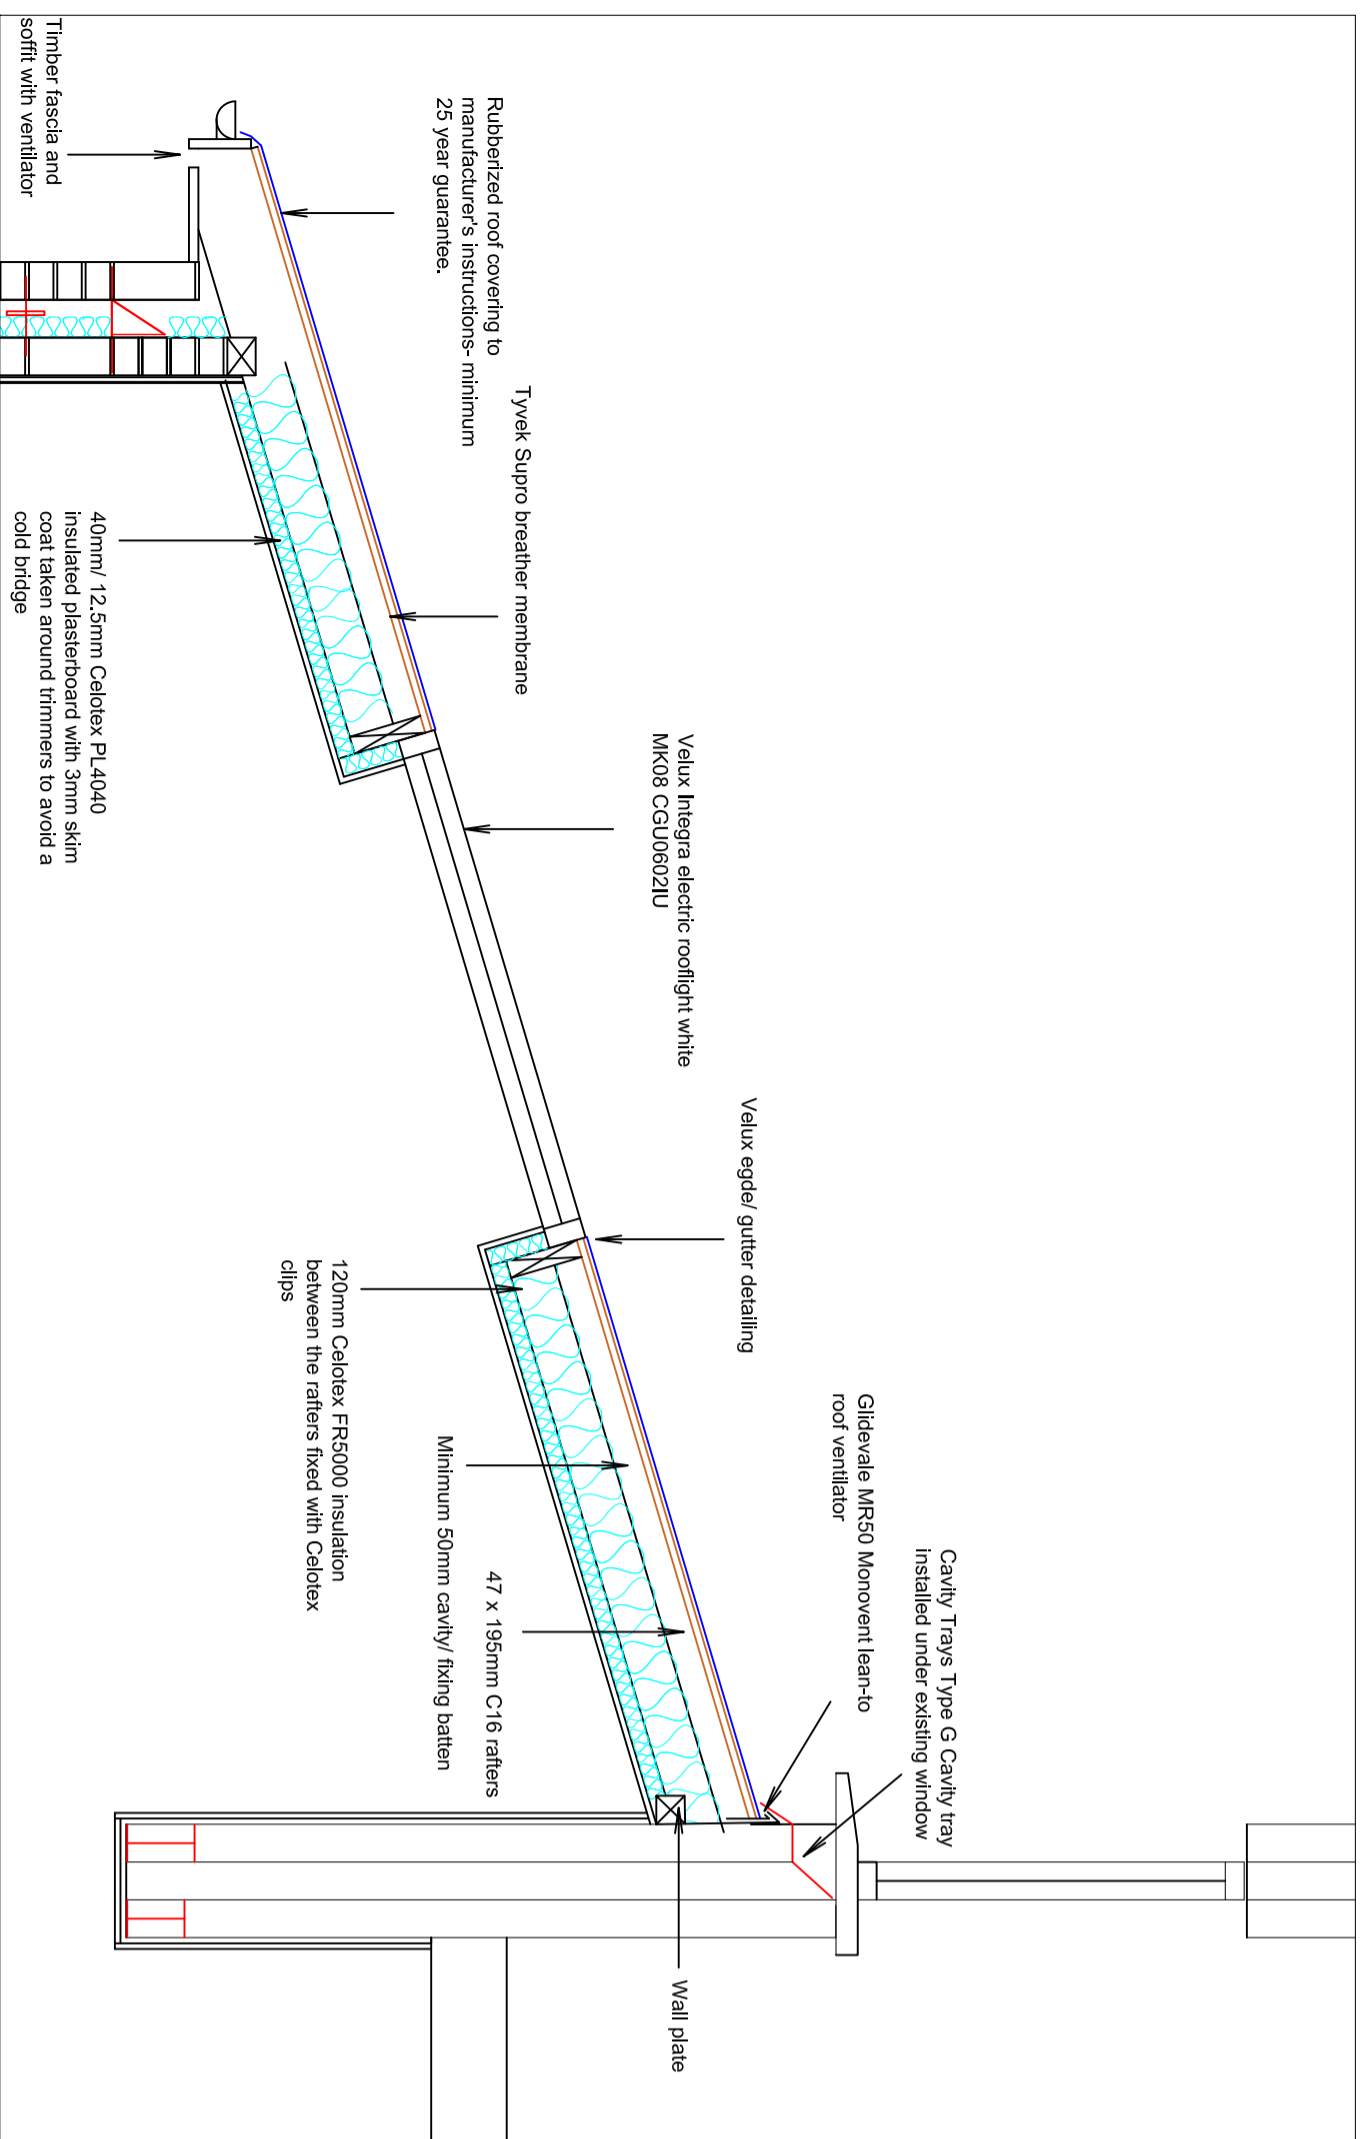 Cavity Trays Type G Cavity tray
installed under existing window
Glidevale MR50 Monovent lean-to
roof ventilator
Velux egde/ gutter detailing
Velux Integra electric rooflight white
MK08 CGU0602IU
Tyvek Supro breather membrane
Rubberized roof covering to
manufacturer's instructions- minimum
25 year guarantee.
Wall plate
47 x 195mm C16 rafters
Minimum 50mm cavity/ fixing batten
120mm Celotex FR5000 insulation
between the rafters fixed with Celotex
clips
40mm/ 12.5mm Celotex PL4040
insulated plasterboard with 3mm skim
coat taken around trimmers to avoid a
cold bridge
Timber fascia and
soffit with ventilator